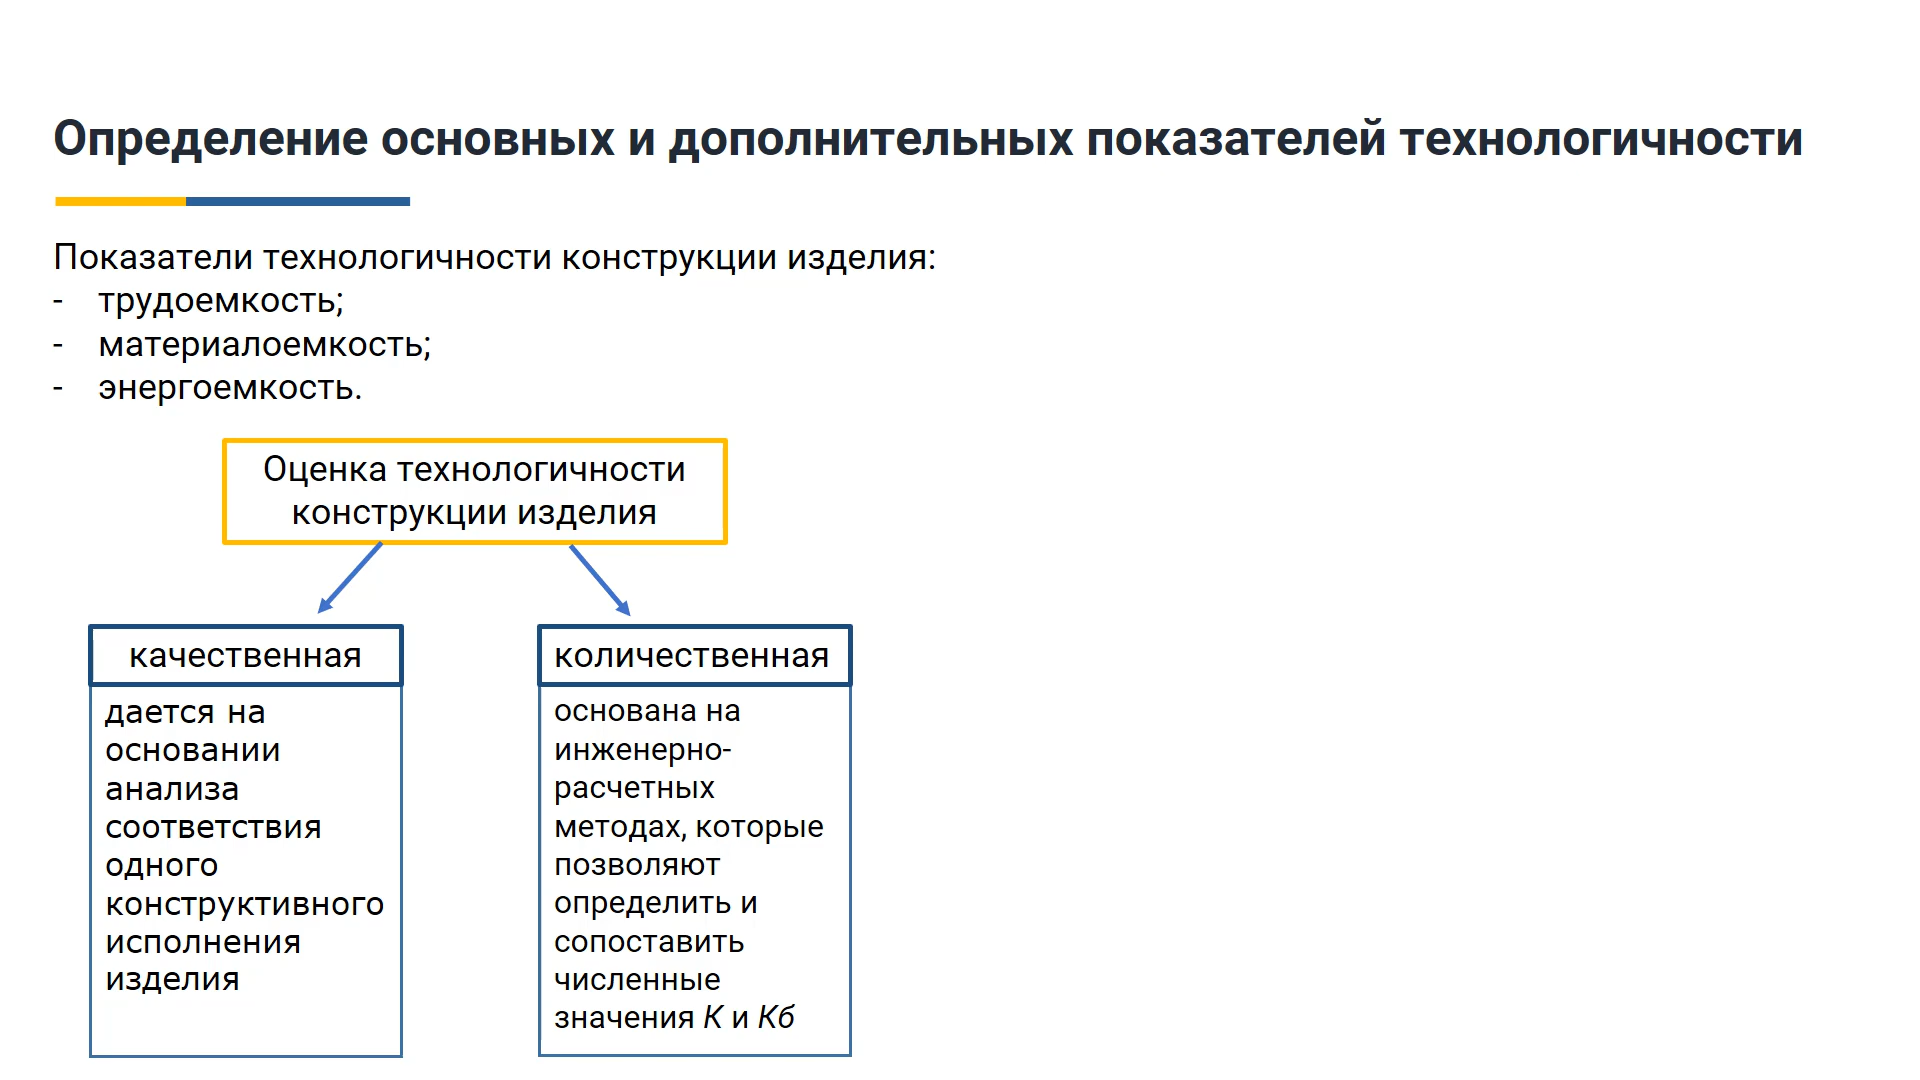 Определение основных и дополнительных показателей технологичности
Показатели технологичности конструкции изделия:
- трудоемкость;
- материалоемкость;
- энергоемкость.
Оценка технологичности
конструкции изделия
качественная
дается на
основании
анализа
соответствия
одного
конструктивного
исполнения
изделия
количественная
основана на
инженерно-
расчетных
методах, которые
позволяют
определить и
сопоставить
численные
значения К и Кб